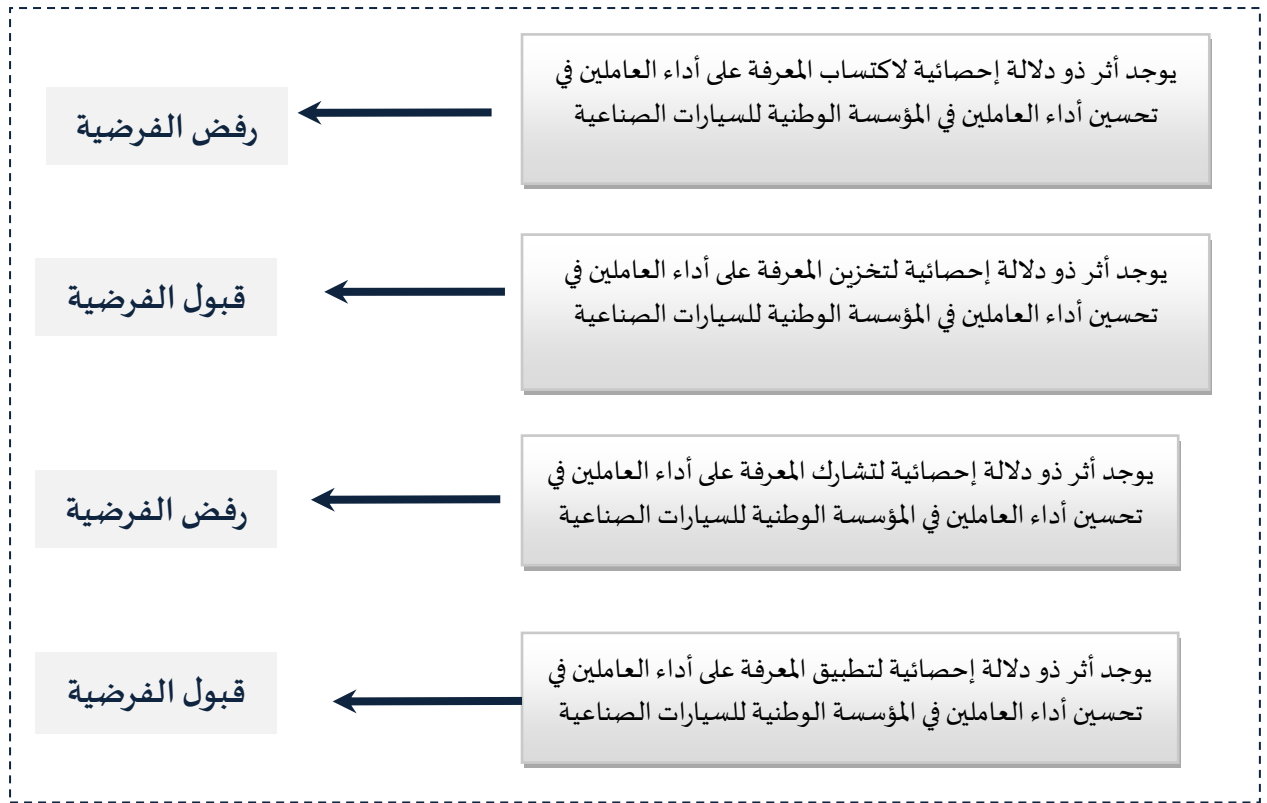 يوجد أثر ذو دلالة إحصائية لاكتساب المعرفة على أداء العاملين في
تحسين أداء العاملين في المؤسسة الوطنية للسيارات الصناعية
رفض الفرضية
يوجد أثر ذو دلالة إحصائية لتخزين المعرفة على أداء العاملين في
تحسين أداء العاملين في المؤسسة الوطنية للسيارات الصناعية
قبول الفرضية
يوجد أثر ذو دلالة إحصائية لتشارك المعرفة على أداء العاملين في
تحسين أداء العاملين في المؤسسة الوطنية للسيارات الصناعية
رفض الفرضية
يوجد أثر ذو دلالة إحصائية لتطبيق المعرفة على أداء العاملين في
تحسين أداء العاملين في المؤسسة الوطنية للسيارات الصناعية
قبول الفرضية